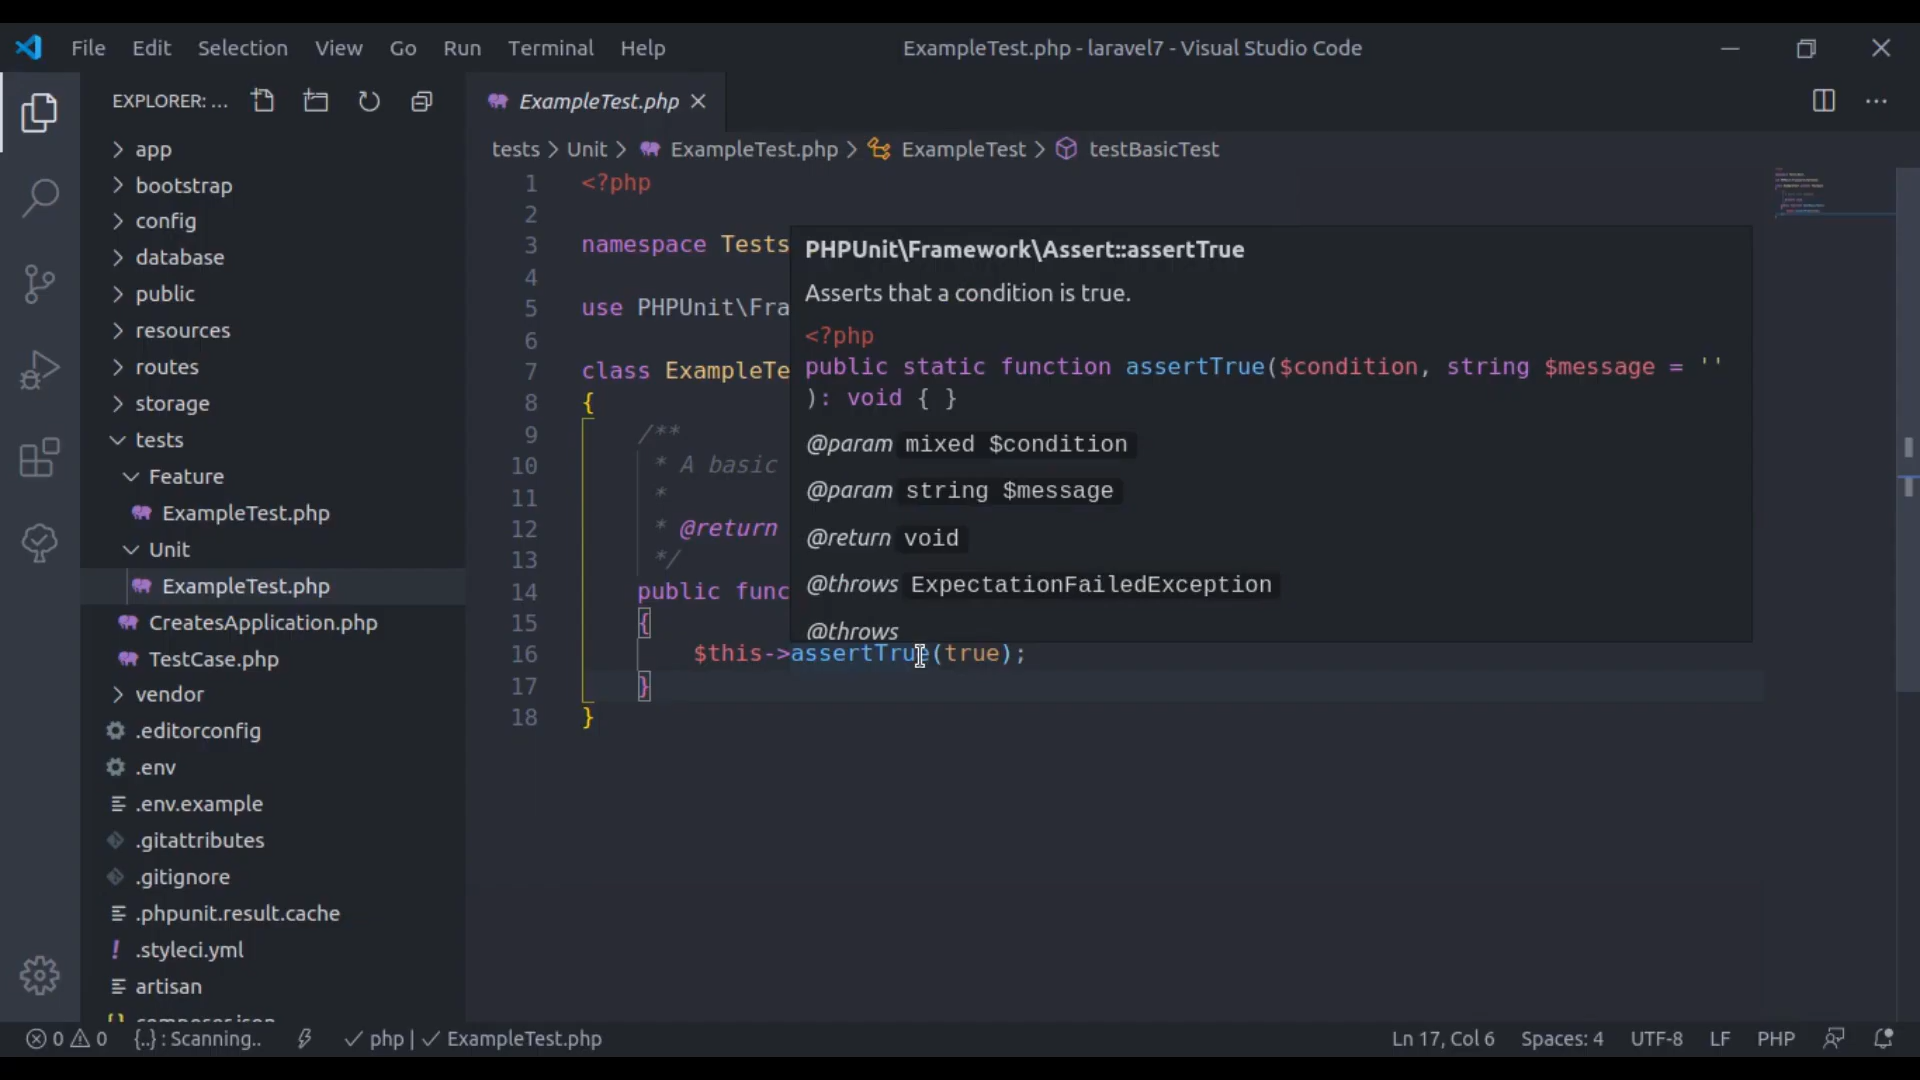 File Edit Selection View Go Run Terminal Help
ExampleTest.php - laravel7 - Visual Studio Code
EXPLORER: ...
app
bootstrap
config
database
public
resources
routes
storage
tests
Feature
ExampleTest.php
Unit
ExampleTest.php
CreatesApplication.php
TestCase.php
vendor
.editorconfig
.env
.env.example
.gitattributes
.gitignore
.phpunit.result.cache
.styleci.yml
artisan
composer.json
ExampleTest.php
tests > Unit > ExampleTest.php > ExampleTest > testBasicTest
1 <?php
2
3 namespace Tests
4
5 use PHPUnit\Fra
6
7 class ExampleTe
8 {
9 /**
10 * A basic
11 *
12 * @return
13 */
14 public func
15 {
16 $this->assertTrue(true);
17 }
18 }
PHPUnit\Framework\Assert::assertTrue
Asserts that a condition is true.
<?php
public static function assertTrue($condition, string $message = ''
): void { }
@param mixed $condition
@param string $message
@return void
@throws ExpectationFailedException
@throws
0 0 {..} : Scanning.. php | ExampleTest.php
Ln 17, Col 6 Spaces: 4 UTF-8 LF PHP